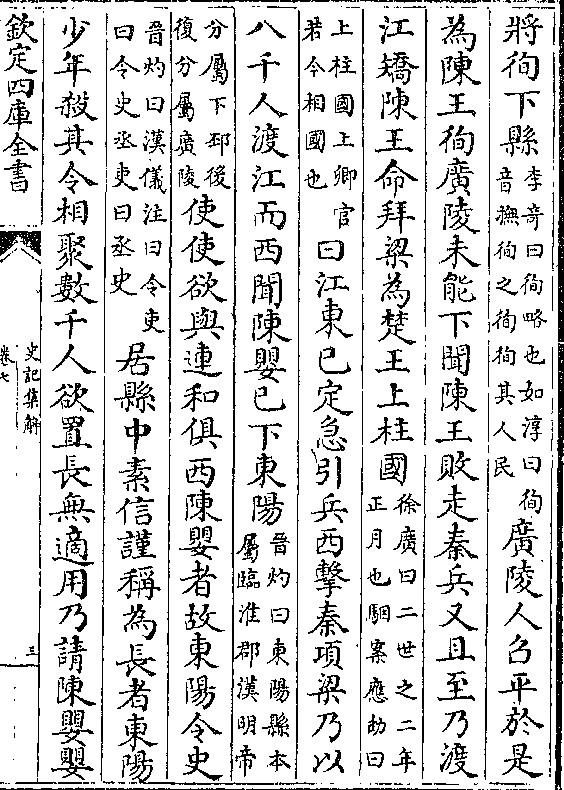 將徇下縣李奇曰徇略也如淳曰徇音撫徇之徇徇其人民廣陵人召平於是
為陳王徇廣陵未能下聞陳王敗走秦兵又且至乃渡
江矯陳王命拜梁為楚王上柱國徐廣曰二世之二年正月也駰案應劭曰
上柱國上卿官若今相國也曰江東已定急引兵西擊秦項梁乃以
八千人渡江而西聞陳嬰已下東陽晉灼曰東陽縣本屬臨淮郡漢明帝
分屬下邳後復分屬廣陵使使欲與連和俱西陳嬰者故東陽令史
晉灼曰漢儀注曰令吏曰令史丞吏曰丞史居縣中素信謹稱為長者東陽
少年殺其令相聚數千人欲置長無適用乃請陳嬰嬰
欽定四庫全書
史記集解
卷七
三